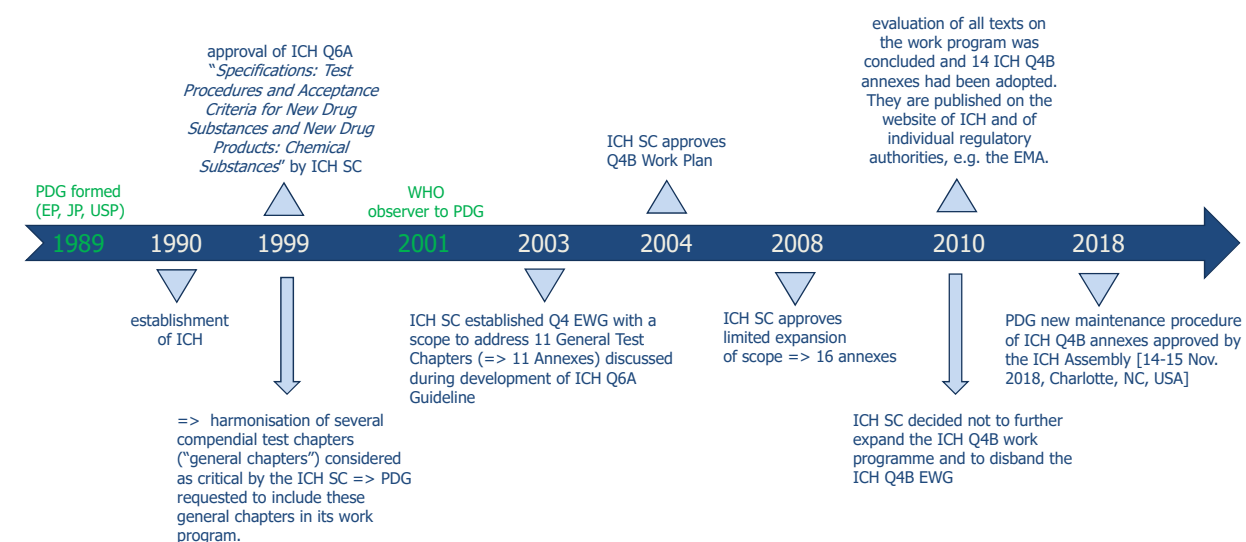 evaluation of all texts on
the work program was
concluded and 14 ICH Q4B
annexes had been adopted.
They are published on the
website of ICH and of
individual regulatory
authorities, e.g. the EMA.
approval of ICH Q6A
"Specifications: Test
Procedures and Acceptance
Criteria for New Drug
Substances and New Drug
Products: Chemical
Substances" by ICH SC
ICH SC approves
Q4B Work Plan
PDG formed
(EP, JP, USP)
WHO
observer to PDG
1989 1990 1999 2001 2003 2004 2008 2010 2018
establishment
of ICH
ICH SC established Q4 EWG with a
scope to address 11 General Test
Chapters (=> 11 Annexes) discussed
during development of ICH Q6A
Guideline
ICH SC approves
limited expansion
of scope => 16 annexes
PDG new maintenance procedure
of ICH Q4B annexes approved by
the ICH Assembly [14-15 Nov.
2018, Charlotte, NC, USA]
=> harmonisation of several
compendial test chapters
("general chapters") considered
as critical by the ICH SC => PDG
requested to include these
general chapters in its work
program.
ICH SC decided not to further
expand the ICH Q4B work
programme and to disband the
ICH Q4B EWG